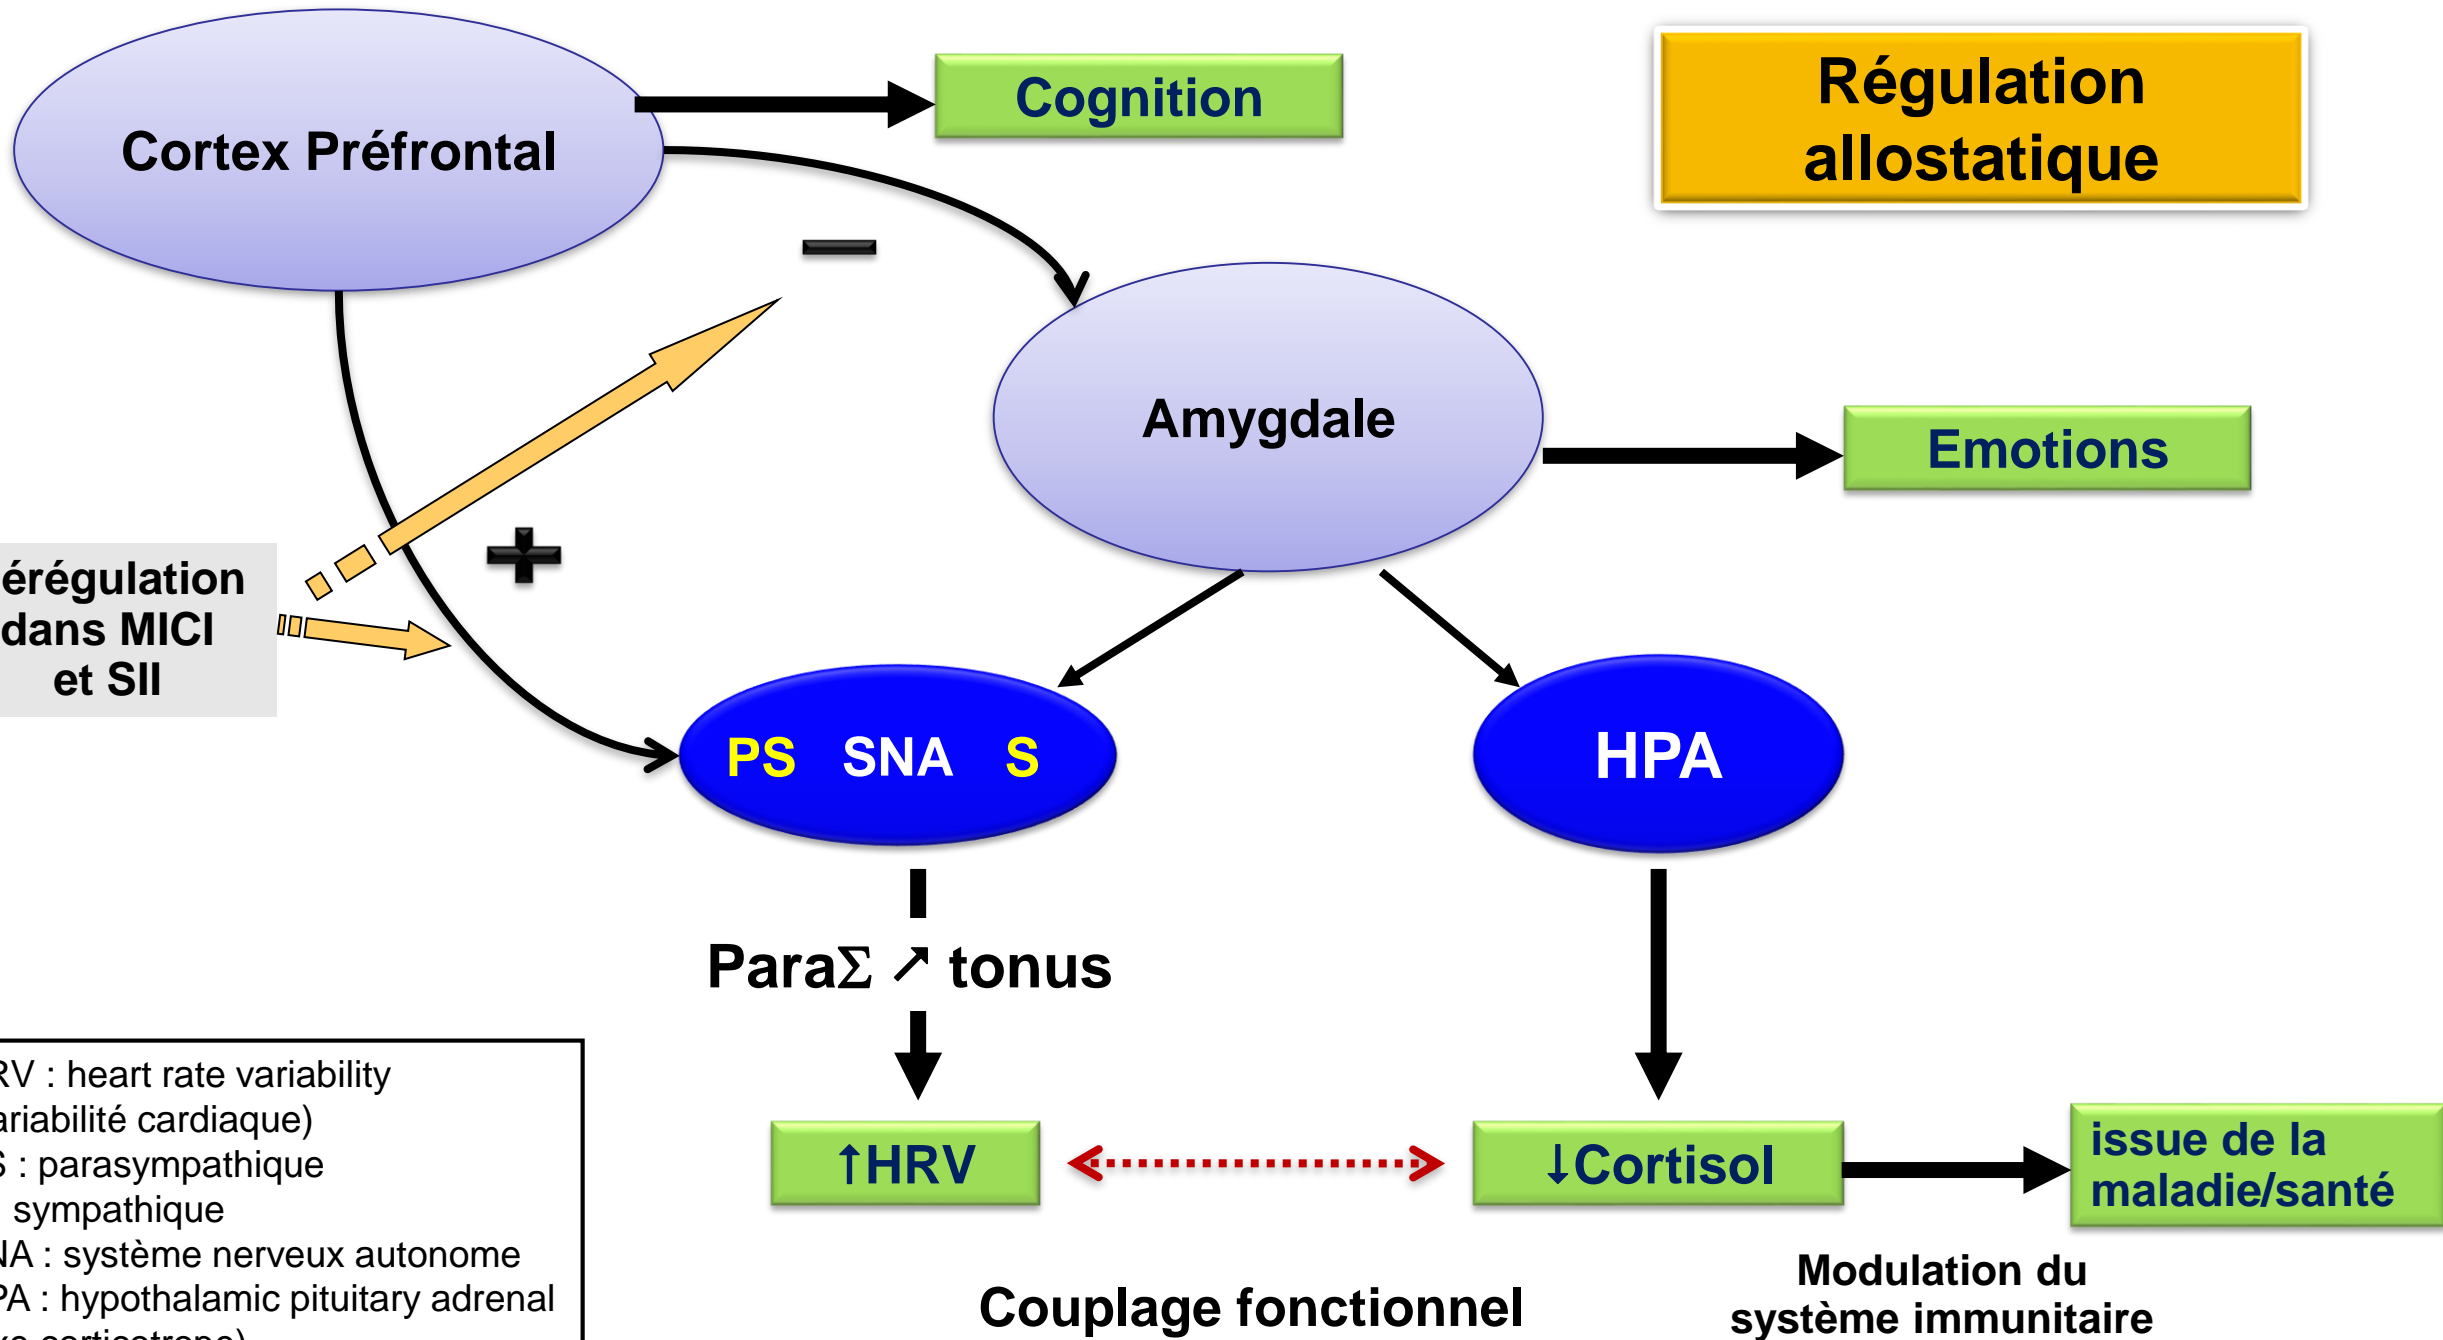 Cortex Préfrontal
Cognition
Régulation
allostatique
Amygdale
Emotions
érégulation
dans MICI
et SII
PS SNA S
HPA
ParaΣ ↗ tonus
↑HRV
↓Cortisol
issue de la
maladie/santé
Couplage fonctionnel
Modulation du
système immunitaire
RV : heart rate variability
ariabilité cardiaque)
S : parasympathique
: sympathique
NA : système nerveux autonome
PA : hypothalamic pituitary adrenal